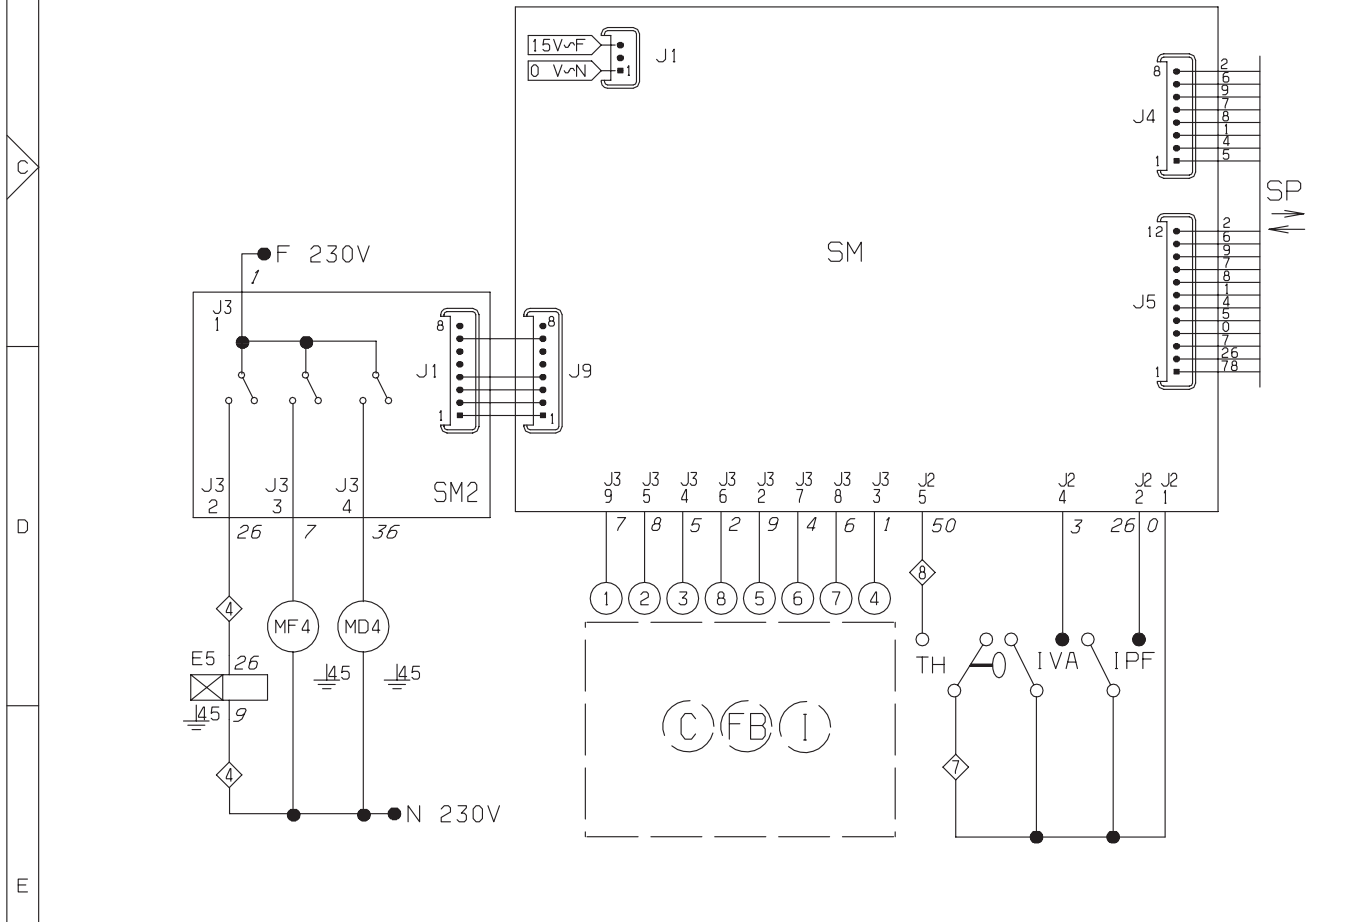 15V~F
J1
0 V~N 1
8 2
6
9
7
J4 8
1
4
1 5
C
SP
12 2
6
9
7
8
J5 1
4
5
0
7
26
1 78
SM
F 230V
1
J3
1
8 8
J1 J9
1 1
J3 J3 J3 SM2
2 3 4
26 7 36
J3 J3 J3 J3 J3 J3 J3 J3 J2 J2 J2 J2
9 5 4 6 2 7 8 3 5 4 2 1
7 8 5 2 9 4 6 1 50 3 26 0
D
8
1 2 3 8 5 6 7 4
4 MF4 MD4
E5 26 45 45
TH IVA IPF
45 9
C FB I
4 7
N 230V
E